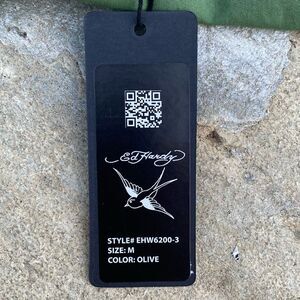 Ed Hardy
STYLE# EHW6200-3
SIZE: M
COLOR: OLIVE